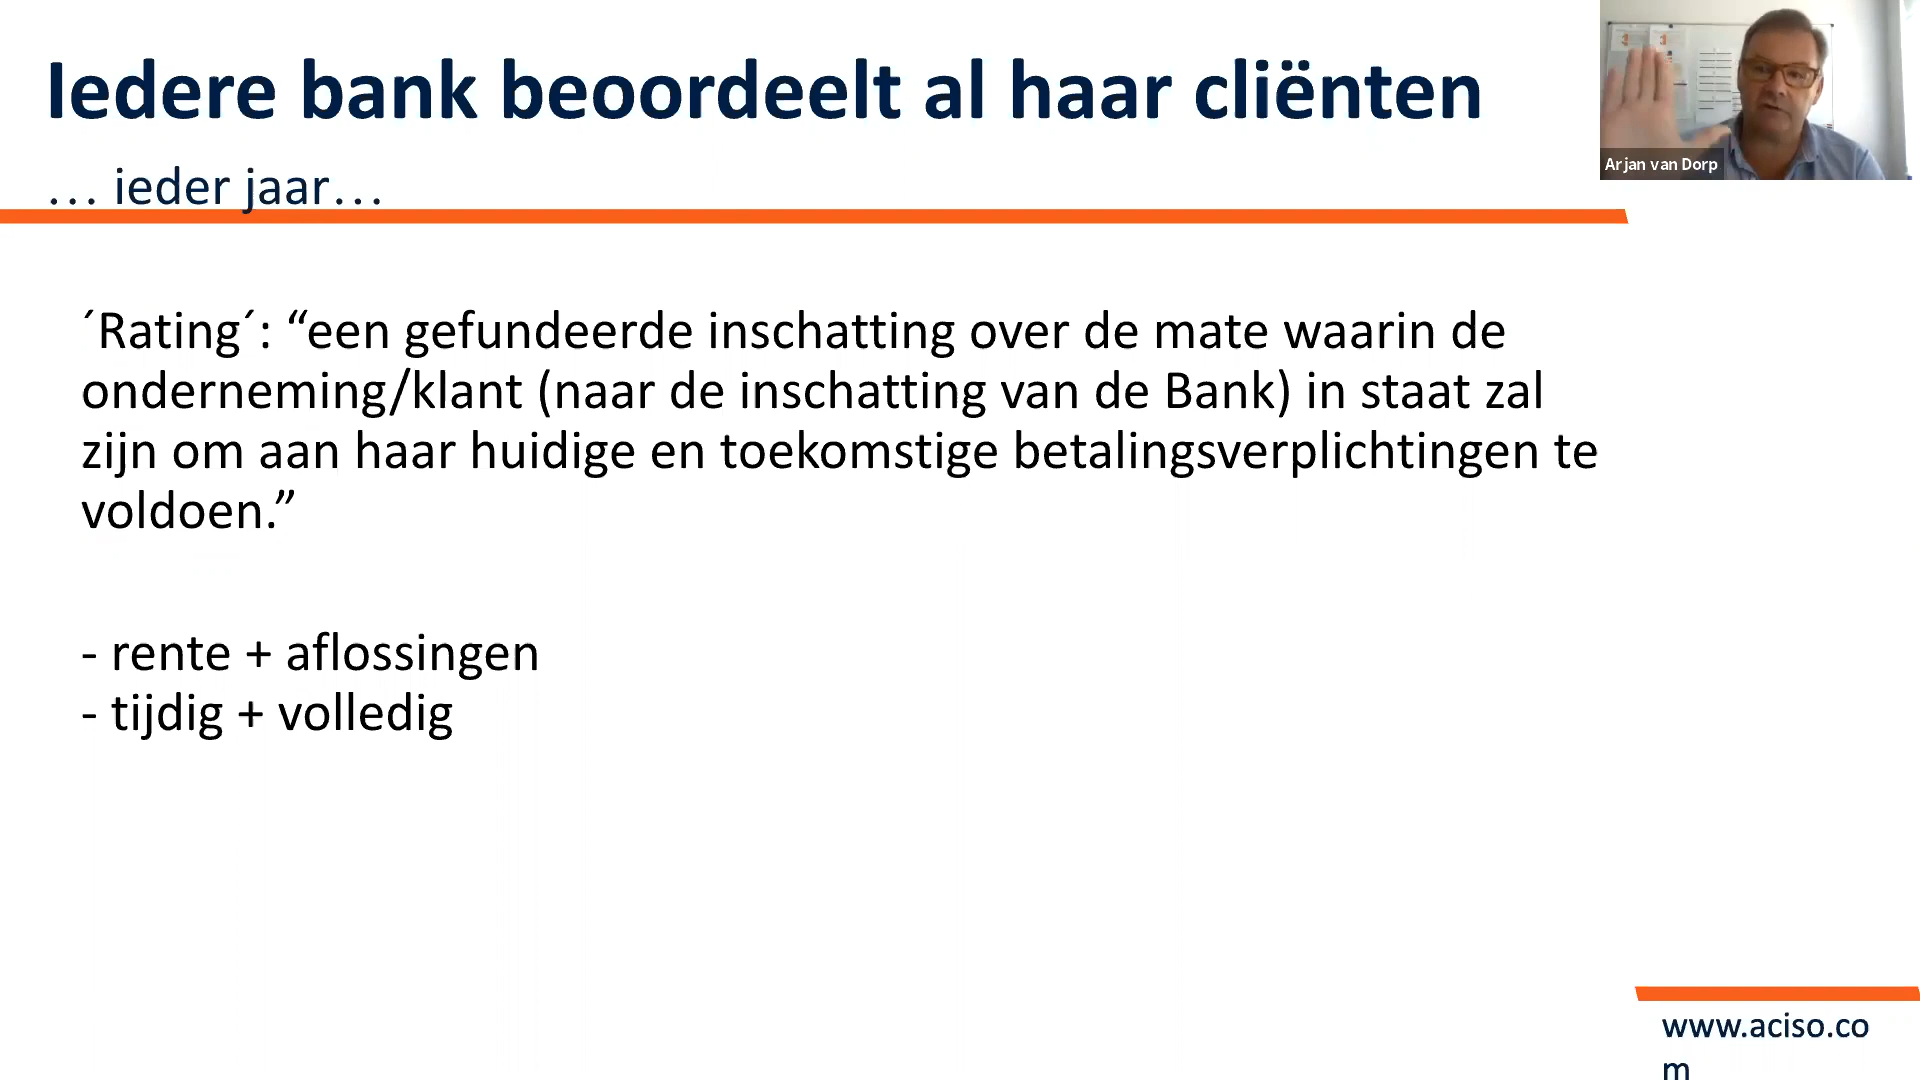 Iedere bank beoordeelt al haar cliënten
Arjan van Dorp
… ieder jaar…
´Rating´: “een gefundeerde inschatting over de mate waarin de
onderneming/klant (naar de inschatting van de Bank) in staat zal
zijn om aan haar huidige en toekomstige betalingsverplichtingen te
voldoen.”
- rente + aflossingen
- tijdig + volledig
www.aciso.co
m